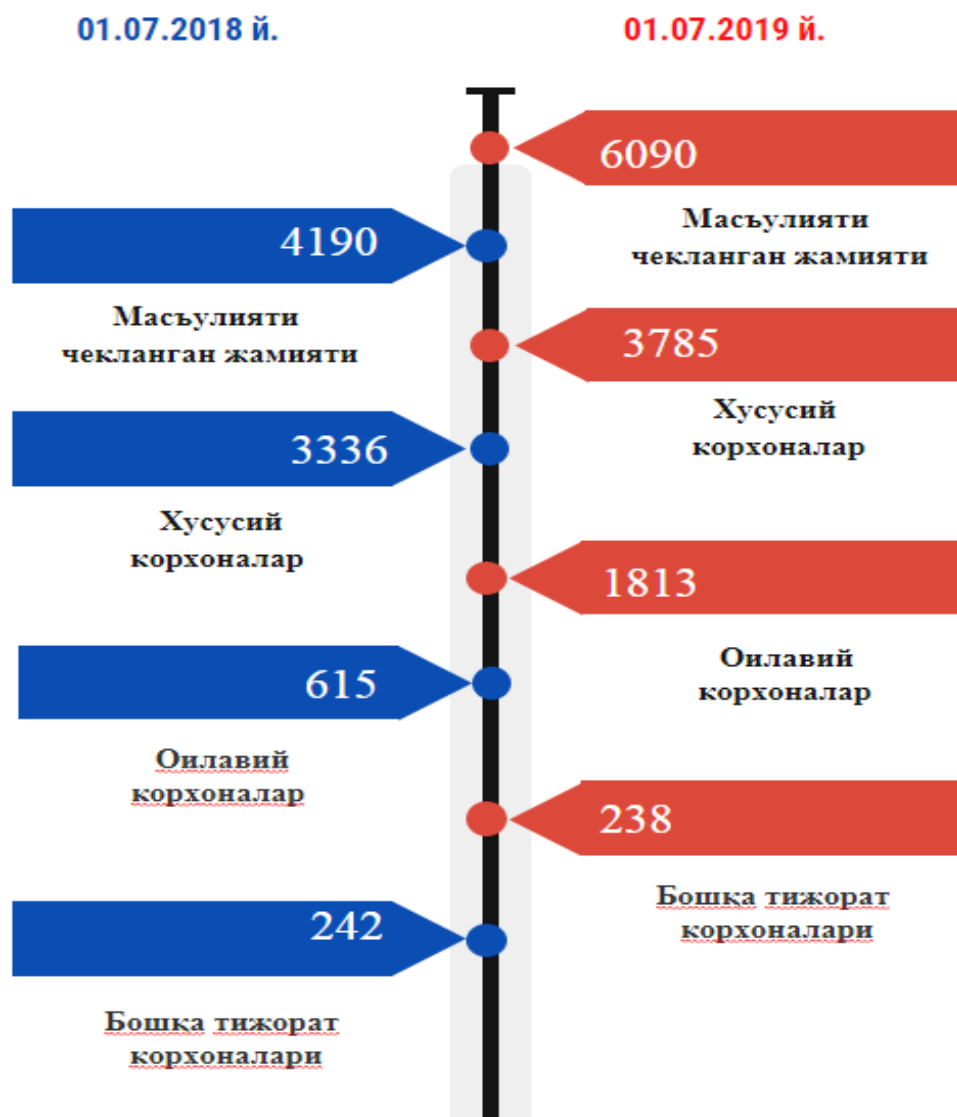 01.07.2018 й.
01.07.2019 й.
6090
Масъулияти
чекланган жамияти
4190
Масъулияти
чекланган жамияти
3785
Хусусий
корхоналар
3336
Хусусий
корхоналар
1813
Оилавий
корхоналар
615
Оилавий
корхоналар
238
Бошқа тижорат
корхоналари
242
Бошқа тижорат
корхоналари